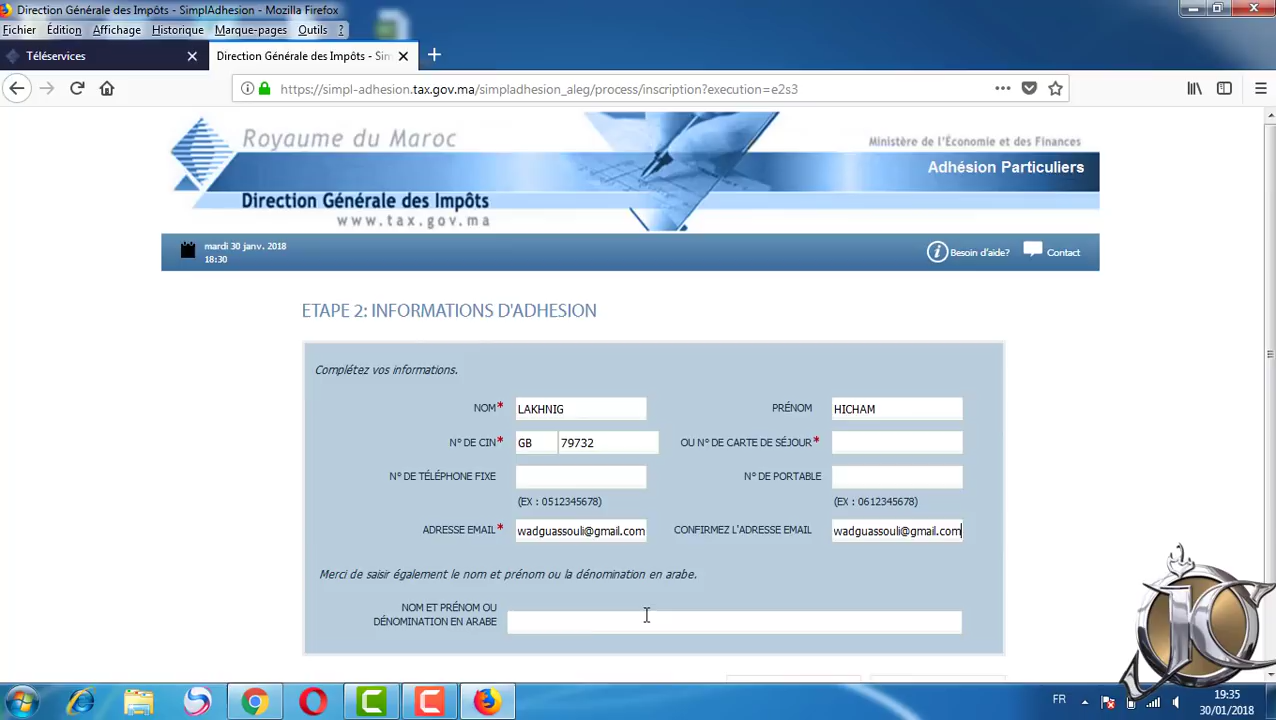 Direction Générale des Impôts - SimplAdhesion - Mozilla Firefox
Fichier Édition Affichage Historique Marque-pages Outils ?
Téléservices
Direction Générale des Impôts - Sim
https://simpl-adhesion.tax.gov.ma/simpladhesion_aleg/process/inscription?execution=e2s3
Royaume du Maroc
Ministère de l'Économie et des Finances
Adhésion Particuliers
Direction Générale des Impôts
www.tax.gov.ma
mardi 30 janv. 2018
18:30
Besoin d'aide?
Contact
ETAPE 2: INFORMATIONS D'ADHESION
Complétez vos informations.
NOM* LAKHNIG
PRÉNOM HICHAM
N° DE CIN* GB 79732
OU N° DE CARTE DE SÉJOUR*
N° DE TÉLÉPHONE FIXE
N° DE PORTABLE
(EX : 0512345678)
(EX : 0612345678)
ADRESSE EMAIL* wadguassouli@gmail.com
CONFIRMEZ L'ADRESSE EMAIL wadguassouli@gmail.com
Merci de saisir également le nom et prénom ou la dénomination en arabe.
NOM ET PRÉNOM OU
DÉNOMINATION EN ARABE
FR
19:35
30/01/2018